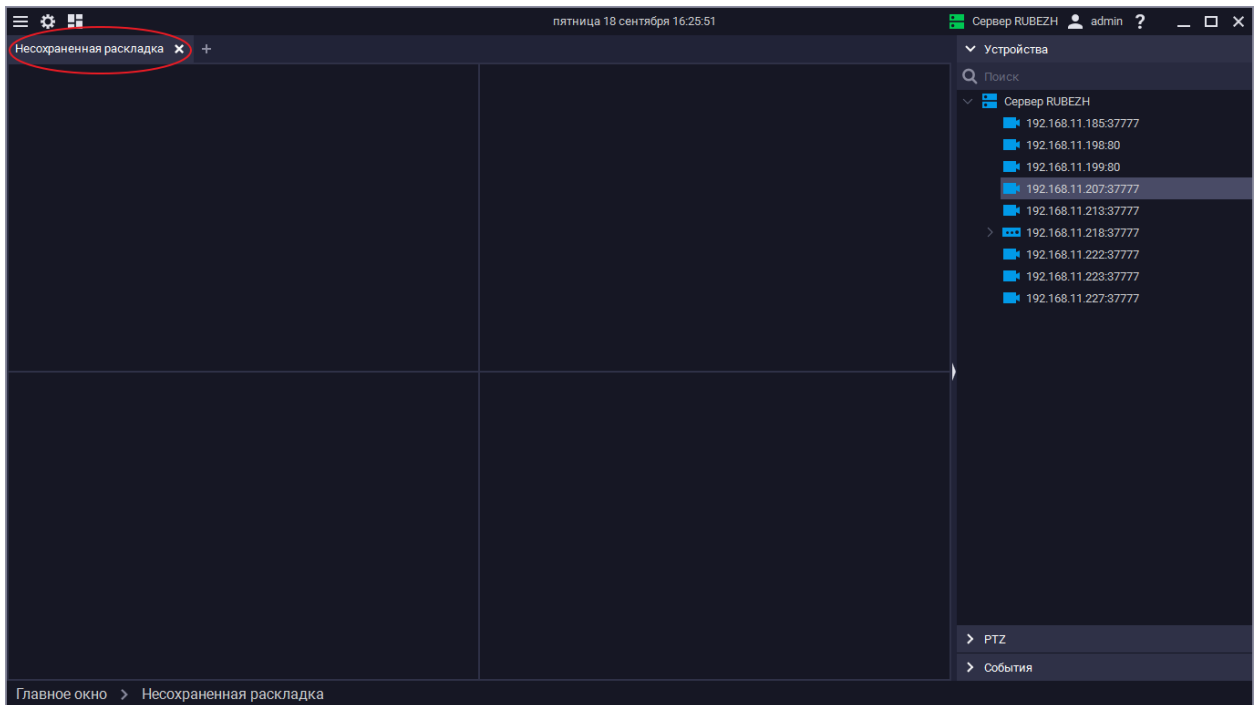 пятница 18 сентября 16:25:51
Сервер RUBEZH admin ?
Несохраненная раскладка
Устройства
Поиск
Сервер RUBEZH
192.168.11.185:37777
192.168.11.198:80
192.168.11.199:80
192.168.11.207:37777
192.168.11.213:37777
192.168.11.218:37777
192.168.11.222:37777
192.168.11.223:37777
192.168.11.227:37777
PTZ
События
Главное окно > Несохраненная раскладка